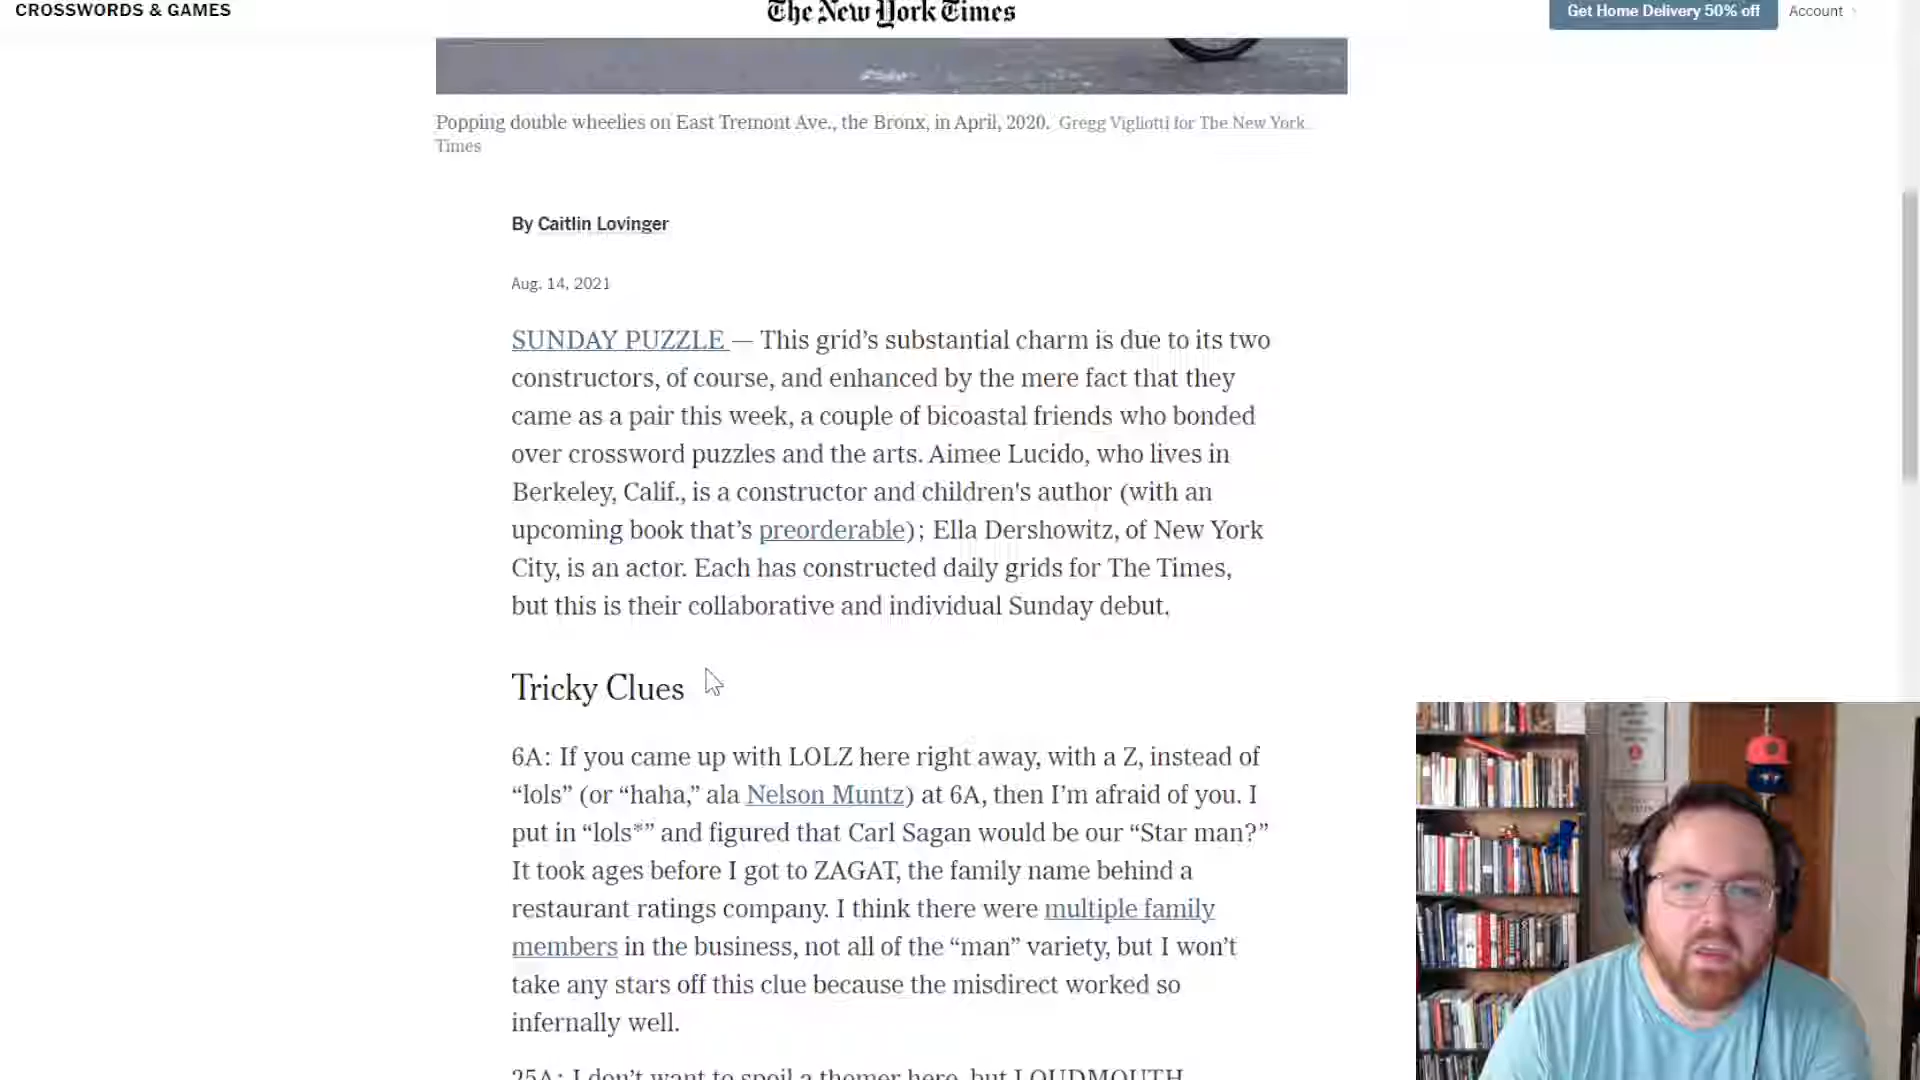 CROSSWORDS & GAMES
The New York Times
Get Home Delivery 50% off
Account
Popping double wheelies on East Tremont Ave., the Bronx, in April, 2020. Gregg Vigliotti for The New York
Times
By Caitlin Lovinger
Aug. 14, 2021
SUNDAY PUZZLE — This grid’s substantial charm is due to its two
constructors, of course, and enhanced by the mere fact that they
came as a pair this week, a couple of bicoastal friends who bonded
over crossword puzzles and the arts. Aimee Lucido, who lives in
Berkeley, Calif., is a constructor and children's author (with an
upcoming book that’s preorderable); Ella Dershowitz, of New York
City, is an actor. Each has constructed daily grids for The Times,
but this is their collaborative and individual Sunday debut.
Tricky Clues
6A: If you came up with LOLZ here right away, with a Z, instead of
“lols” (or “haha,” ala Nelson Muntz) at 6A, then I’m afraid of you. I
put in “lols*” and figured that Carl Sagan would be our “Star man?”
It took ages before I got to ZAGAT, the family name behind a
restaurant ratings company. I think there were multiple family
members in the business, not all of the “man” variety, but I won’t
take any stars off this clue because the misdirect worked so
infernally well.
25A: I don’t want to spoil a themer here, but LOUDMOUTH